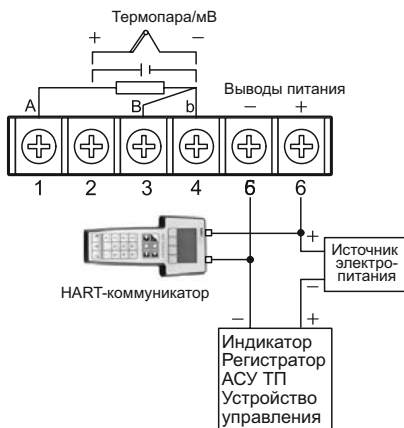 Термопара/мВ
+ −
A B b
Выводы питания
− +
1 2 3 4 6 6
+
Источник
электро-
питания
−
HART-коммуникатор
− +
Индикатор
Регистратор
АСУ ТП
Устройство
управления